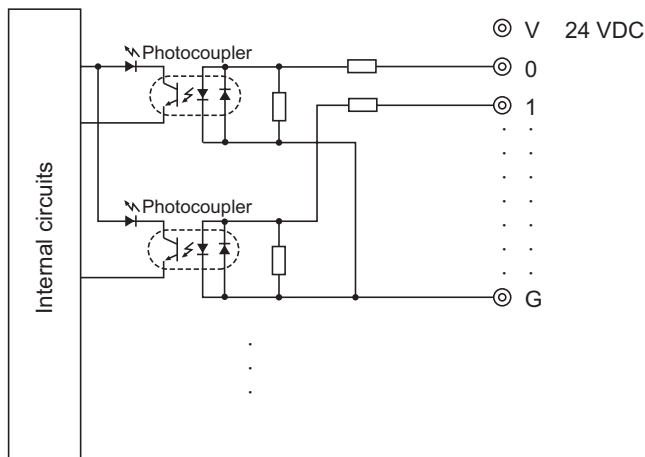 V 24 VDC
Photocoupler
0
1
Photocoupler
Internal circuits
G